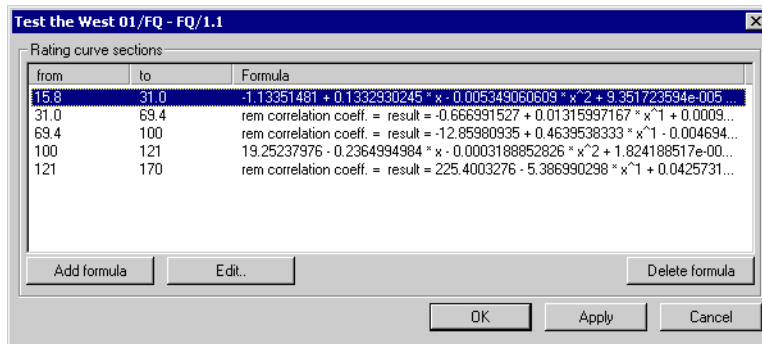 Test the West 01/FQ - FQ/1.1
Rating curve sections
from to Formula
15.8 31.0 -1.13351481 + 0.1332930245 * x - 0.005349060609 * x^2 + 9.351723594e-005 ...
31.0 69.4 rem correlation coeff. = result = -0.666991527 + 0.01315997167 * x^1 + 0.0009...
69.4 100 rem correlation coeff. = result = -12.85980935 + 0.4639538333 * x^1 - 0.004694...
100 121 19.25237976 - 0.2364994984 * x - 0.0003188852826 * x^2 + 1.824188517e-00...
121 170 rem correlation coeff. = result = 225.4003276 - 5.386990298 * x^1 + 0.0425731...
Add formula Edit.. Delete formula
OK Apply Cancel